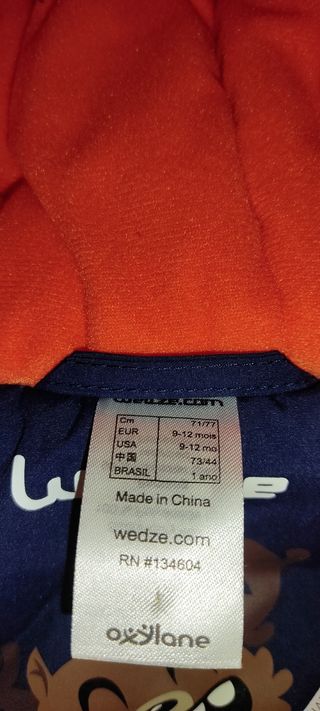 wedze.com
Cm 71/77
EUR 9-12 mois
USA 9-12 mo
中国 73/44
BRASIL 1 ano
Made in China
wedze.com
RN #134604
oxylane